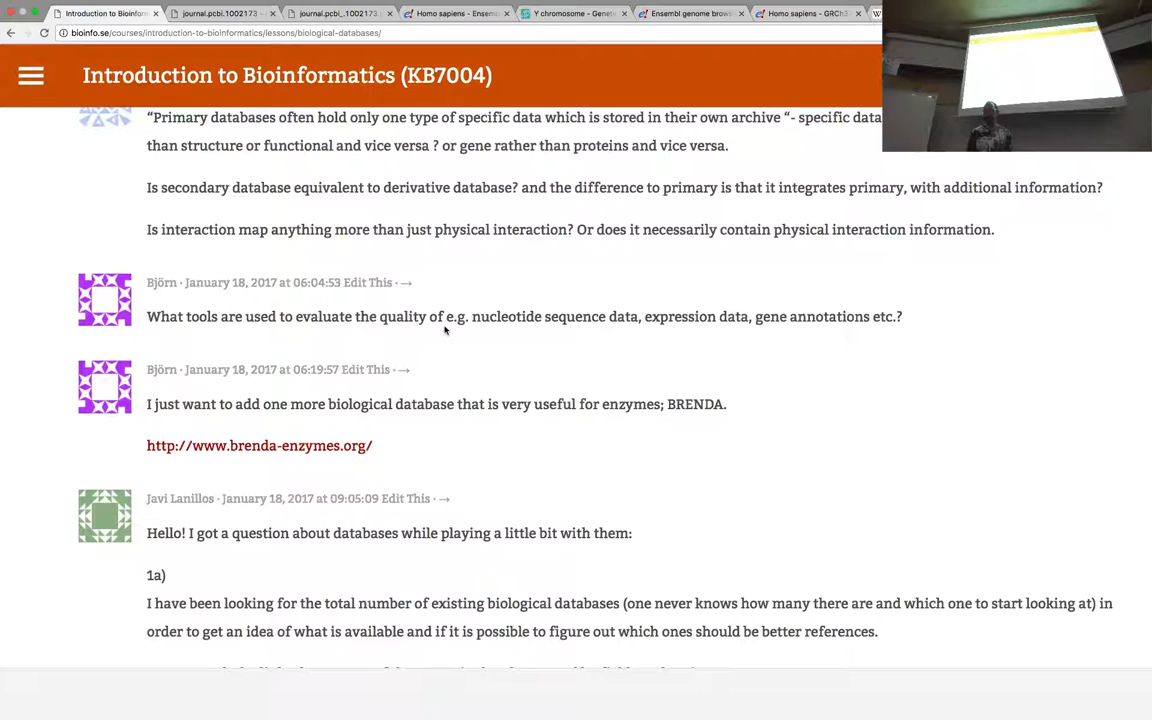 Introduction to Bioinform
journal.pcbi.1002173
journal.pcbi_.1002173.p
Homo sapiens - Ensem
Y chromosome - Genet
Ensembl genome brows
Homo sapiens - GRCh3
W
bioinfo.se/courses/introduction-to-bioinformatics/lessons/biological-databases/
Introduction to Bioinformatics (KB7004)
“Primary databases often hold only one type of specific data which is stored in their own archive “- specific data
than structure or functional and vice versa ? or gene rather than proteins and vice versa.
Is secondary database equivalent to derivative database? and the difference to primary is that it integrates primary, with additional information?
Is interaction map anything more than just physical interaction? Or does it necessarily contain physical interaction information.
Björn · January 18, 2017 at 06:04:53 Edit This · →
What tools are used to evaluate the quality of e.g. nucleotide sequence data, expression data, gene annotations etc.?
Björn · January 18, 2017 at 06:19:57 Edit This · →
I just want to add one more biological database that is very useful for enzymes; BRENDA.
http://www.brenda-enzymes.org/
Javi Lanillos · January 18, 2017 at 09:05:09 Edit This · →
Hello! I got a question about databases while playing a little bit with them:
1a)
I have been looking for the total number of existing biological databases (one never knows how many there are and which one to start looking at) in
order to get an idea of what is available and if it is possible to figure out which ones should be better references.